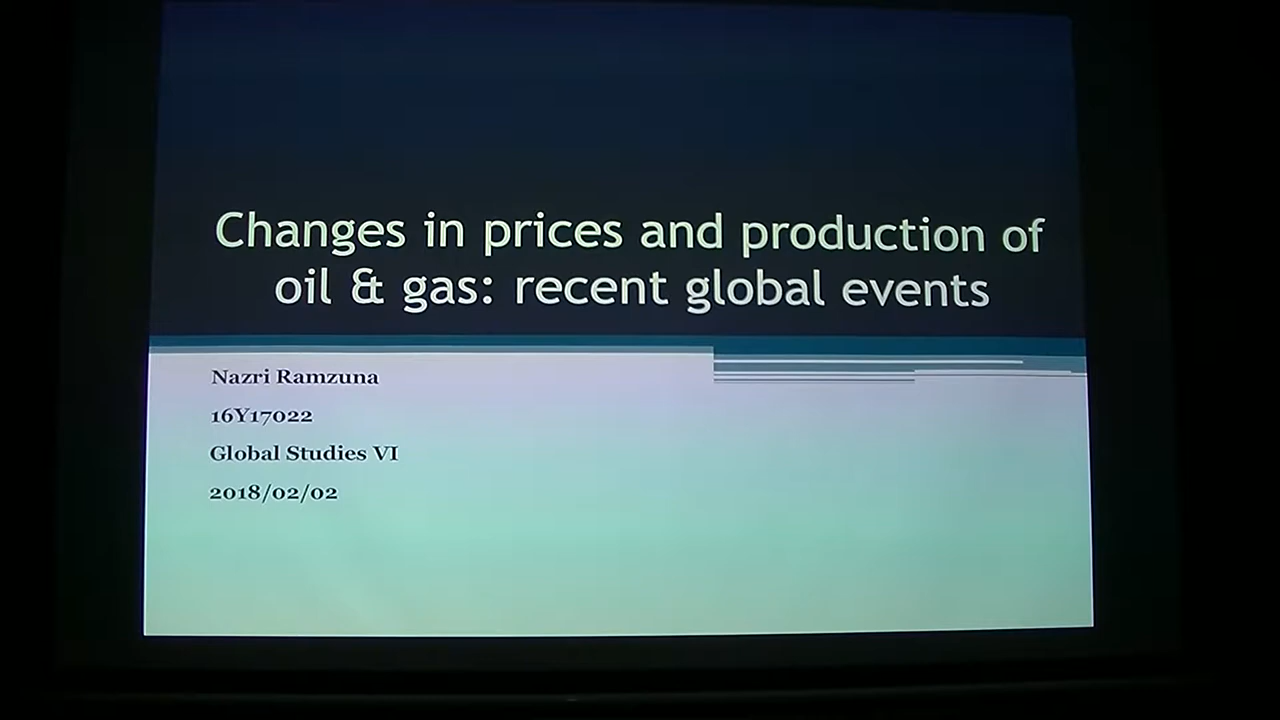 Changes in prices and production of
oil & gas: recent global events
Nazri Ramzuna
16Y17022
Global Studies VI
2018/02/02